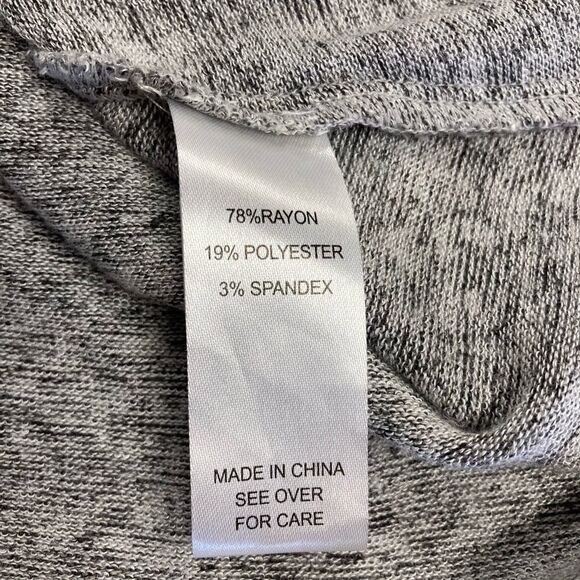 78%RAYON
19% POLYESTER
3% SPANDEX
MADE IN CHINA
SEE OVER
FOR CARE